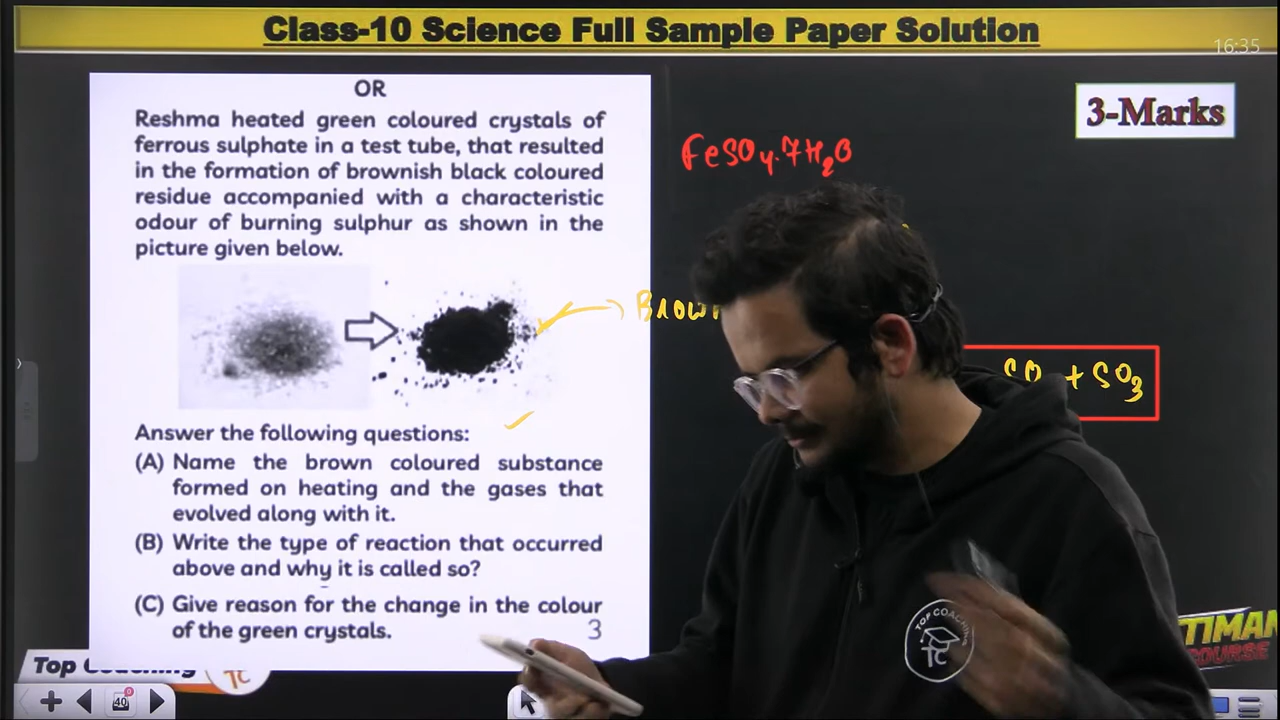 Class-10 Science Full Sample Paper Solution
16:35
3-Marks
OR
Reshma heated green coloured crystals of
ferrous sulphate in a test tube, that resulted
in the formation of brownish black coloured
residue accompanied with a characteristic
odour of burning sulphur as shown in the
picture given below.
FeSO4.7H2O
+ SO3
Answer the following questions:
(A) Name the brown coloured substance
formed on heating and the gases that
evolved along with it.
(B) Write the type of reaction that occurred
above and why it is called so?
(C) Give reason for the change in the colour
of the green crystals.
3
Top Coaching
TC
40
TOP COACHING
TC
COURSE